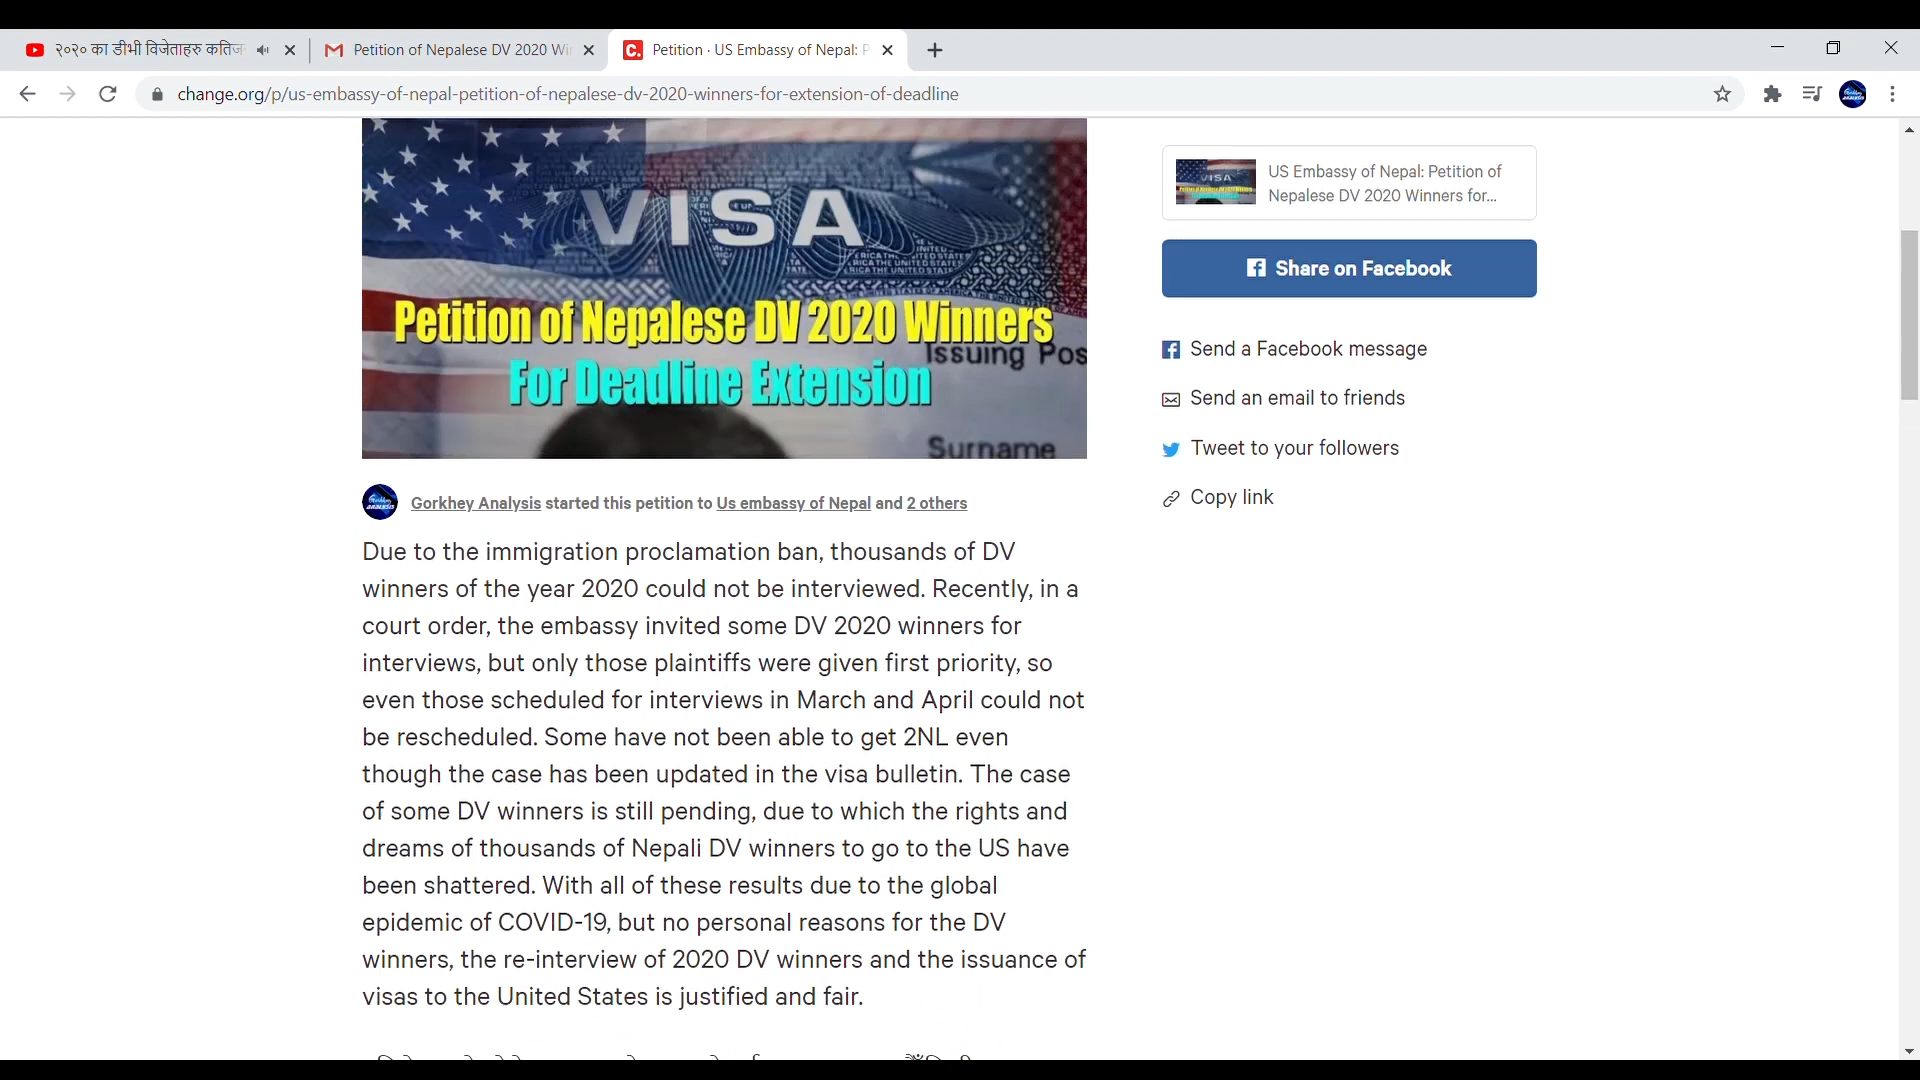 २०२० का डीभी विजेताहरु कतिज
Petition of Nepalese DV 2020 Wi
Petition · US Embassy of Nepal: P
change.org/p/us-embassy-of-nepal-petition-of-nepalese-dv-2020-winners-for-extension-of-deadline
VISA
Petition of Nepalese DV 2020 Winners
Issuing Pos
For Deadline Extension
Surname
US Embassy of Nepal: Petition of
Nepalese DV 2020 Winners for...
Share on Facebook
Send a Facebook message
Send an email to friends
Tweet to your followers
Copy link
Gorkhey Analysis started this petition to Us embassy of Nepal and 2 others
Due to the immigration proclamation ban, thousands of DV
winners of the year 2020 could not be interviewed. Recently, in a
court order, the embassy invited some DV 2020 winners for
interviews, but only those plaintiffs were given first priority, so
even those scheduled for interviews in March and April could not
be rescheduled. Some have not been able to get 2NL even
though the case has been updated in the visa bulletin. The case
of some DV winners is still pending, due to which the rights and
dreams of thousands of Nepali DV winners to go to the US have
been shattered. With all of these results due to the global
epidemic of COVID-19, but no personal reasons for the DV
winners, the re-interview of 2020 DV winners and the issuance of
visas to the United States is justified and fair.